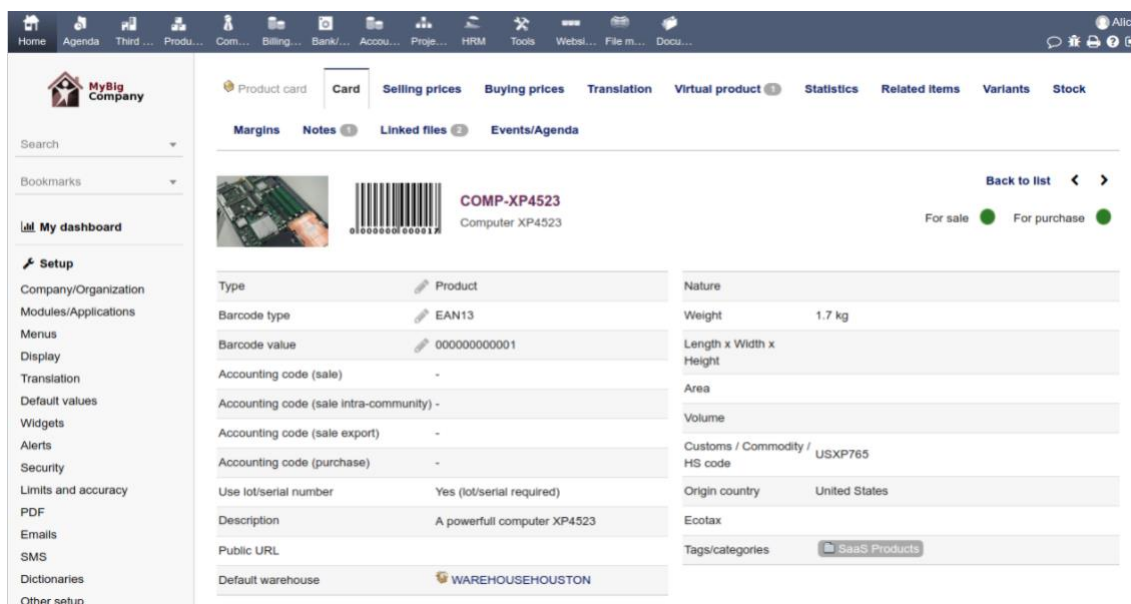 Home Agenda Third ... Produ... Com... Billing... Bank/... Accou... Proje... HRM Tools Websi... File m... Docu...
Alic
MyBig
Company
Search
Bookmarks
My dashboard
Setup
Company/Organization
Modules/Applications
Menus
Display
Translation
Default values
Widgets
Alerts
Security
Limits and accuracy
PDF
Emails
SMS
Dictionaries
Other setup
Product card Card Selling prices Buying prices Translation Virtual product 1 Statistics Related items Variants Stock
Margins Notes 1 Linked files 2 Events/Agenda
COMP-XP4523
Computer XP4523
Back to list
For sale For purchase
Type Product
Barcode type EAN13
Barcode value 000000000001
Accounting code (sale) -
Accounting code (sale intra-community) -
Accounting code (sale export) -
Accounting code (purchase) -
Use lot/serial number Yes (lot/serial required)
Description A powerfull computer XP4523
Public URL
Default warehouse WAREHOUSEHOUSTON
Nature
Weight 1.7 kg
Length x Width x
Height
Area
Volume
Customs / Commodity /
HS code USXP765
Origin country United States
Ecotax
Tags/categories SaaS Products